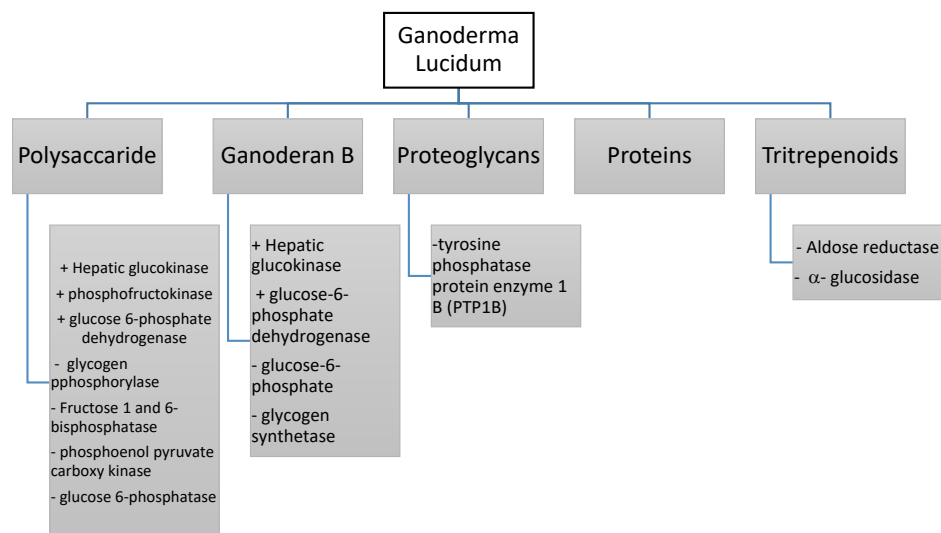 Ganoderma
Lucidum
Polysaccaride
Ganoderan B
Proteoglycans
Proteins
Tritrepenoids
+ Hepatic glucokinase
+ phosphofructokinase
+ glucose 6-phosphate
dehydrogenase
- glycogen
pphosphorylase
- Fructose 1 and 6-
bisphosphatase
- phosphoenol pyruvate
carboxy kinase
- glucose 6-phosphatase
+ Hepatic
glucokinase
+ glucose-6-
phosphate
dehydrogenase
- glucose-6-
phosphate
- glycogen
synthetase
-tyrosine
phosphatase
protein enzyme 1
B (PTP1B)
- Aldose reductase
- α- glucosidase